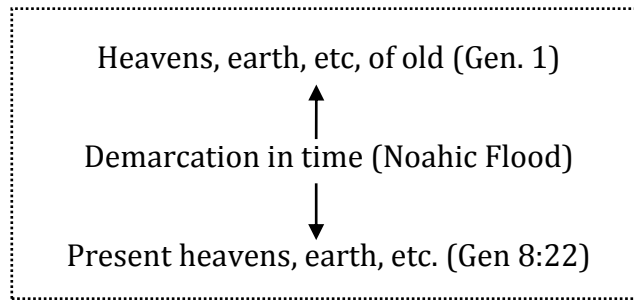 Heavens, earth, etc, of old (Gen. 1)
Demarcation in time (Noahic Flood)
Present heavens, earth, etc. (Gen 8:22)